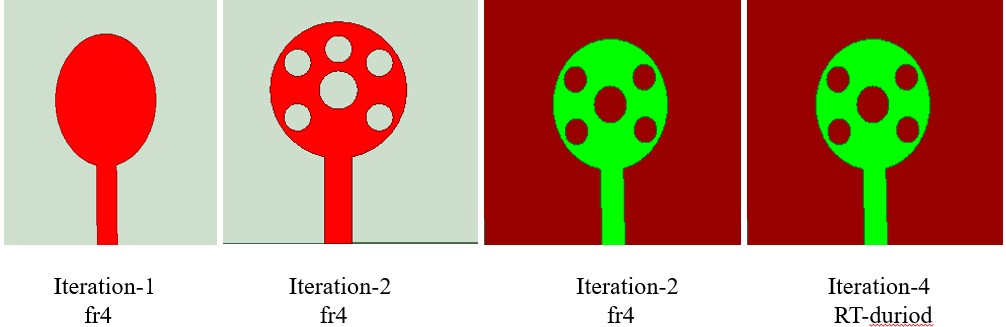 Iteration-1
fr4
Iteration-2
fr4
Iteration-2
fr4
Iteration-4
RT-duriod